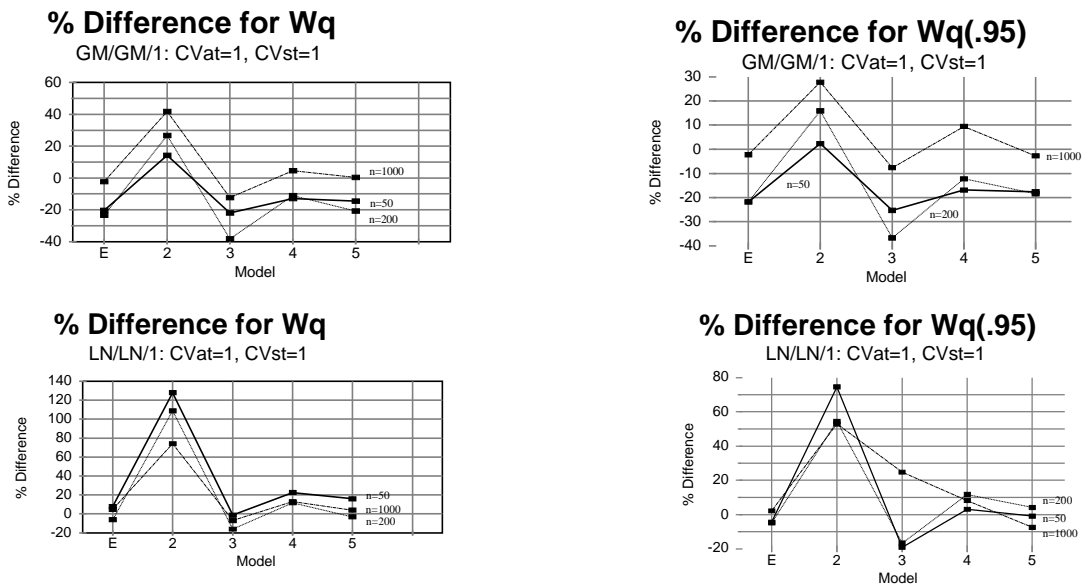 % Difference for Wq
GM/GM/1: CVat=1, CVst=1
% Difference
60
40
20
0
-20
-40
n=1000
n=50
n=200
E 2 3 4 5
Model
% Difference for Wq(.95)
GM/GM/1: CVat=1, CVst=1
% Difference
30
20
10
0
-10
-20
-30
-40
n=1000
n=50
n=200
E 2 3 4 5
Model
% Difference for Wq
LN/LN/1: CVat=1, CVst=1
% Difference
140
120
100
80
60
40
20
0
-20
n=50
n=1000
n=200
E 2 3 4 5
Model
% Difference for Wq(.95)
LN/LN/1: CVat=1, CVst=1
% Difference
80
60
40
20
0
-20
n=200
n=50
n=1000
E 2 3 4 5
Model